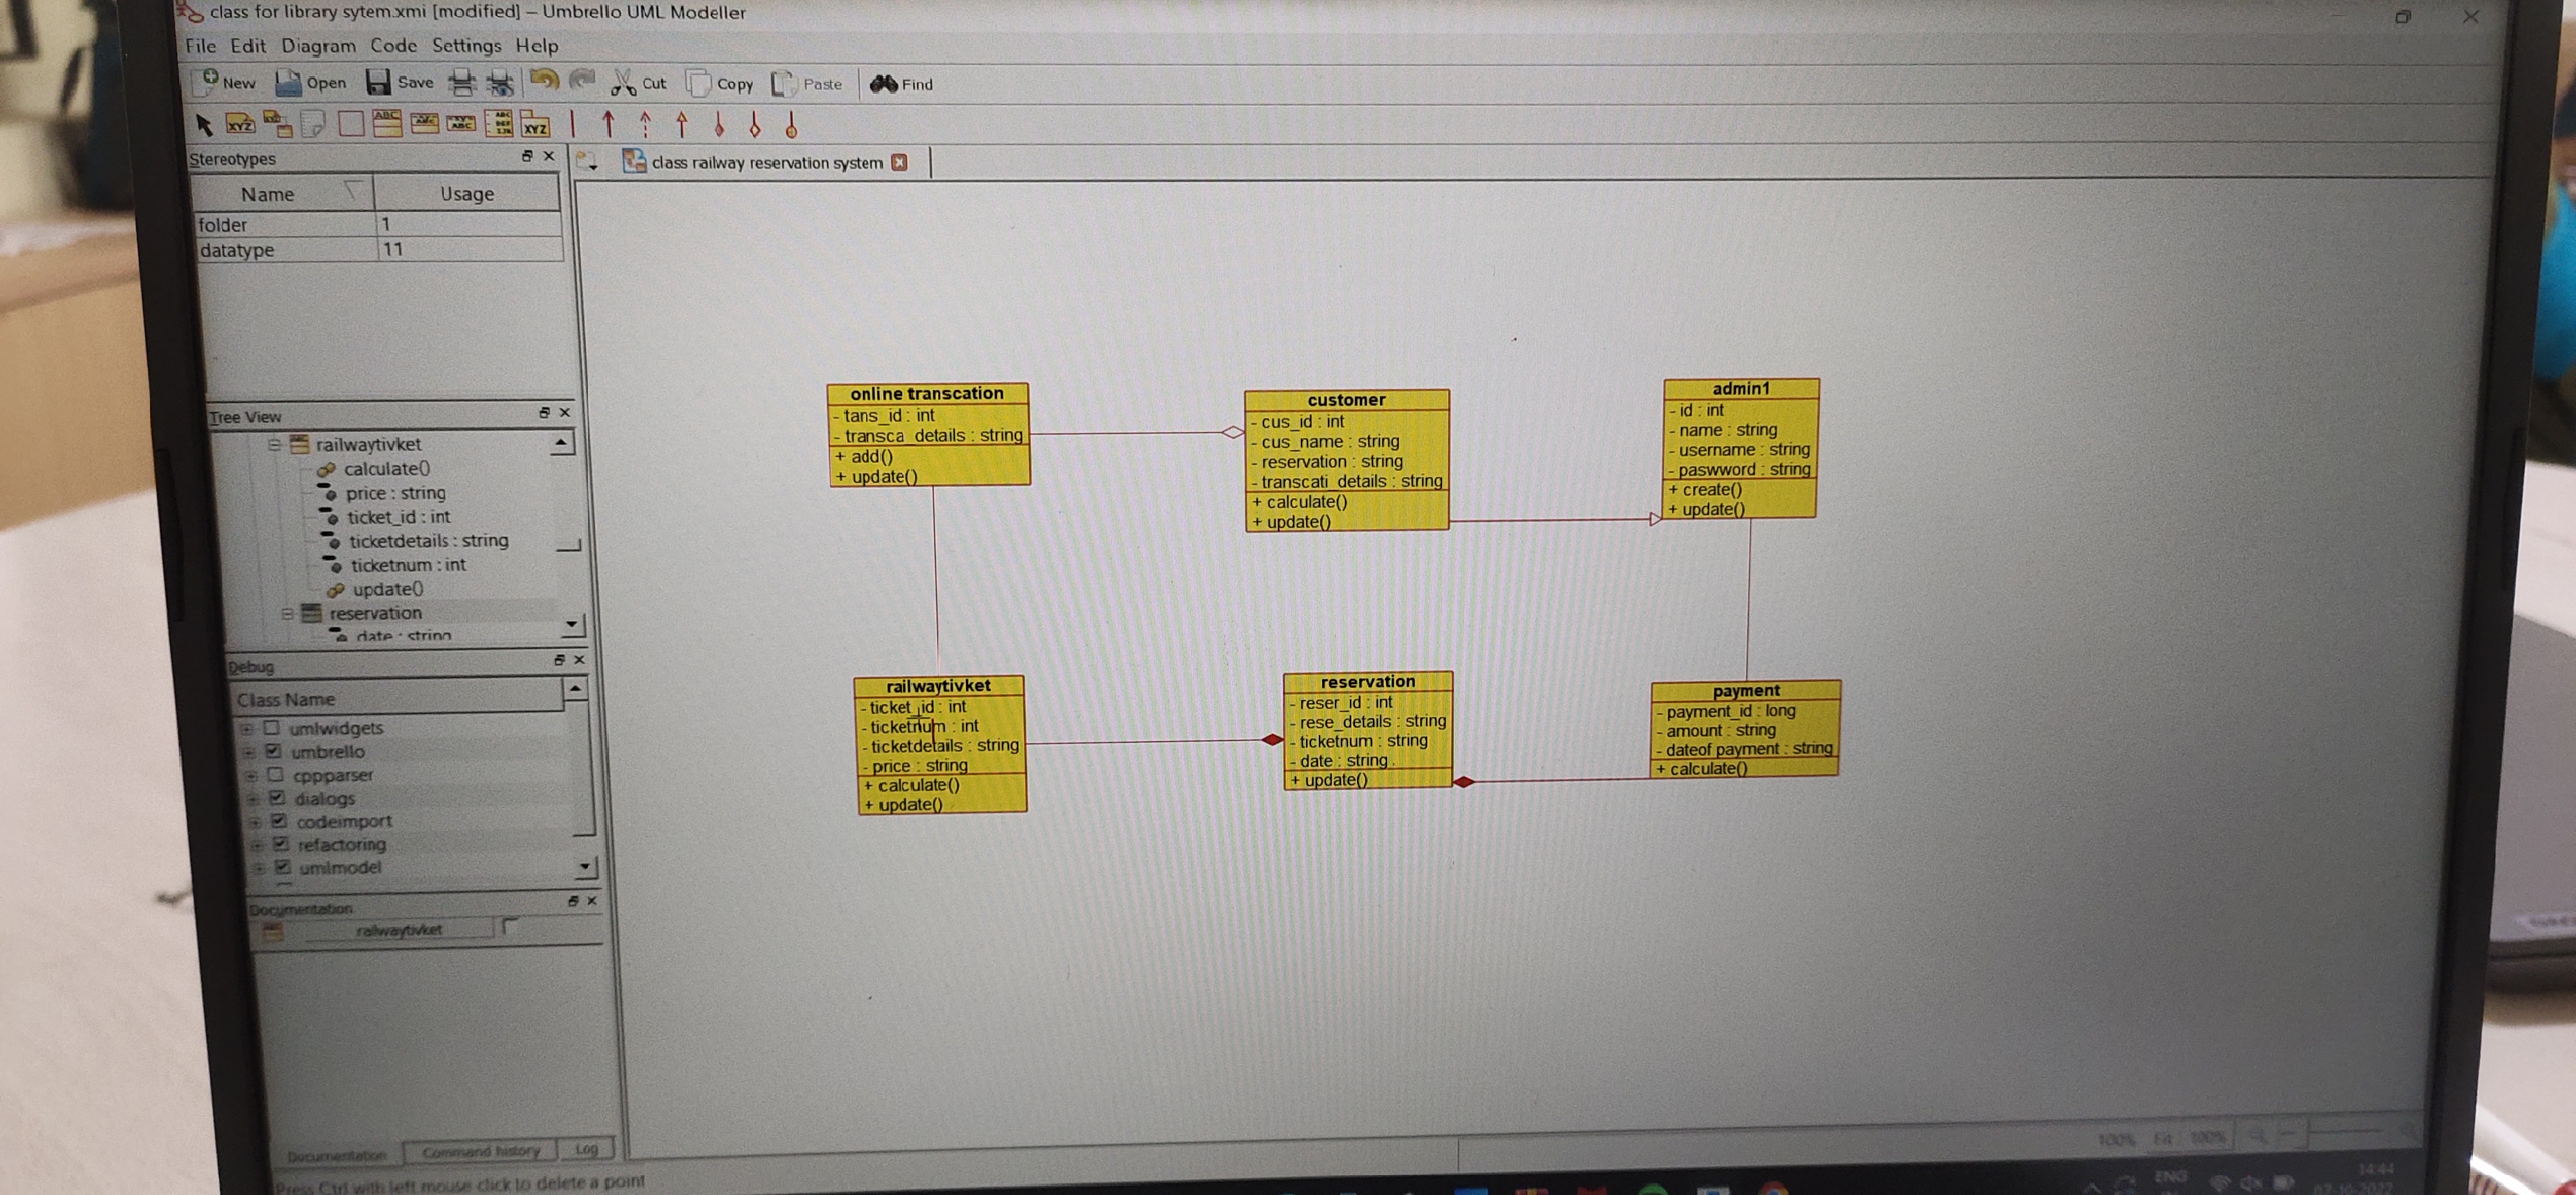 class for library sytem.xmi [modified] – Umbrello UML Modeller
File Edit Diagram Code Settings Help
New Open Save Cut Copy Paste Find
XYZ ABC XYZ
Stereotypes
class railway reservation system
Name Usage
folder 1
datatype 11
Tree View
railwaytivket
calculate()
price : string
ticket_id : int
ticketdetails : string
ticketnum : int
update()
reservation
date : string
Debug
Class Name
umlwidgets
umbrello
cppparser
dialogs
codeimport
refactoring
umlmodel
Documentation
railwaytivket
Documentation Command history Log
Press Ctrl with left mouse click to delete a point
online transcation
- tans_id : int
- transca_details : string
+ add()
+ update()
customer
- cus_id : int
- cus_name : string
- reservation : string
- transcati_details : string
+ calculate()
+ update()
admin1
- id : int
- name : string
- username : string
- paswword : string
+ create()
+ update()
railwaytivket
- ticket_id : int
- ticketnum : int
- ticketdetails : string
- price : string
+ calculate()
+ update()
reservation
- reser_id : int
- rese_details : string
- ticketnum : string
- date : string
+ update()
payment
- payment_id : long
- amount : string
- dateof payment : string
+ calculate()
100% Fit 100%
ENG
14:44